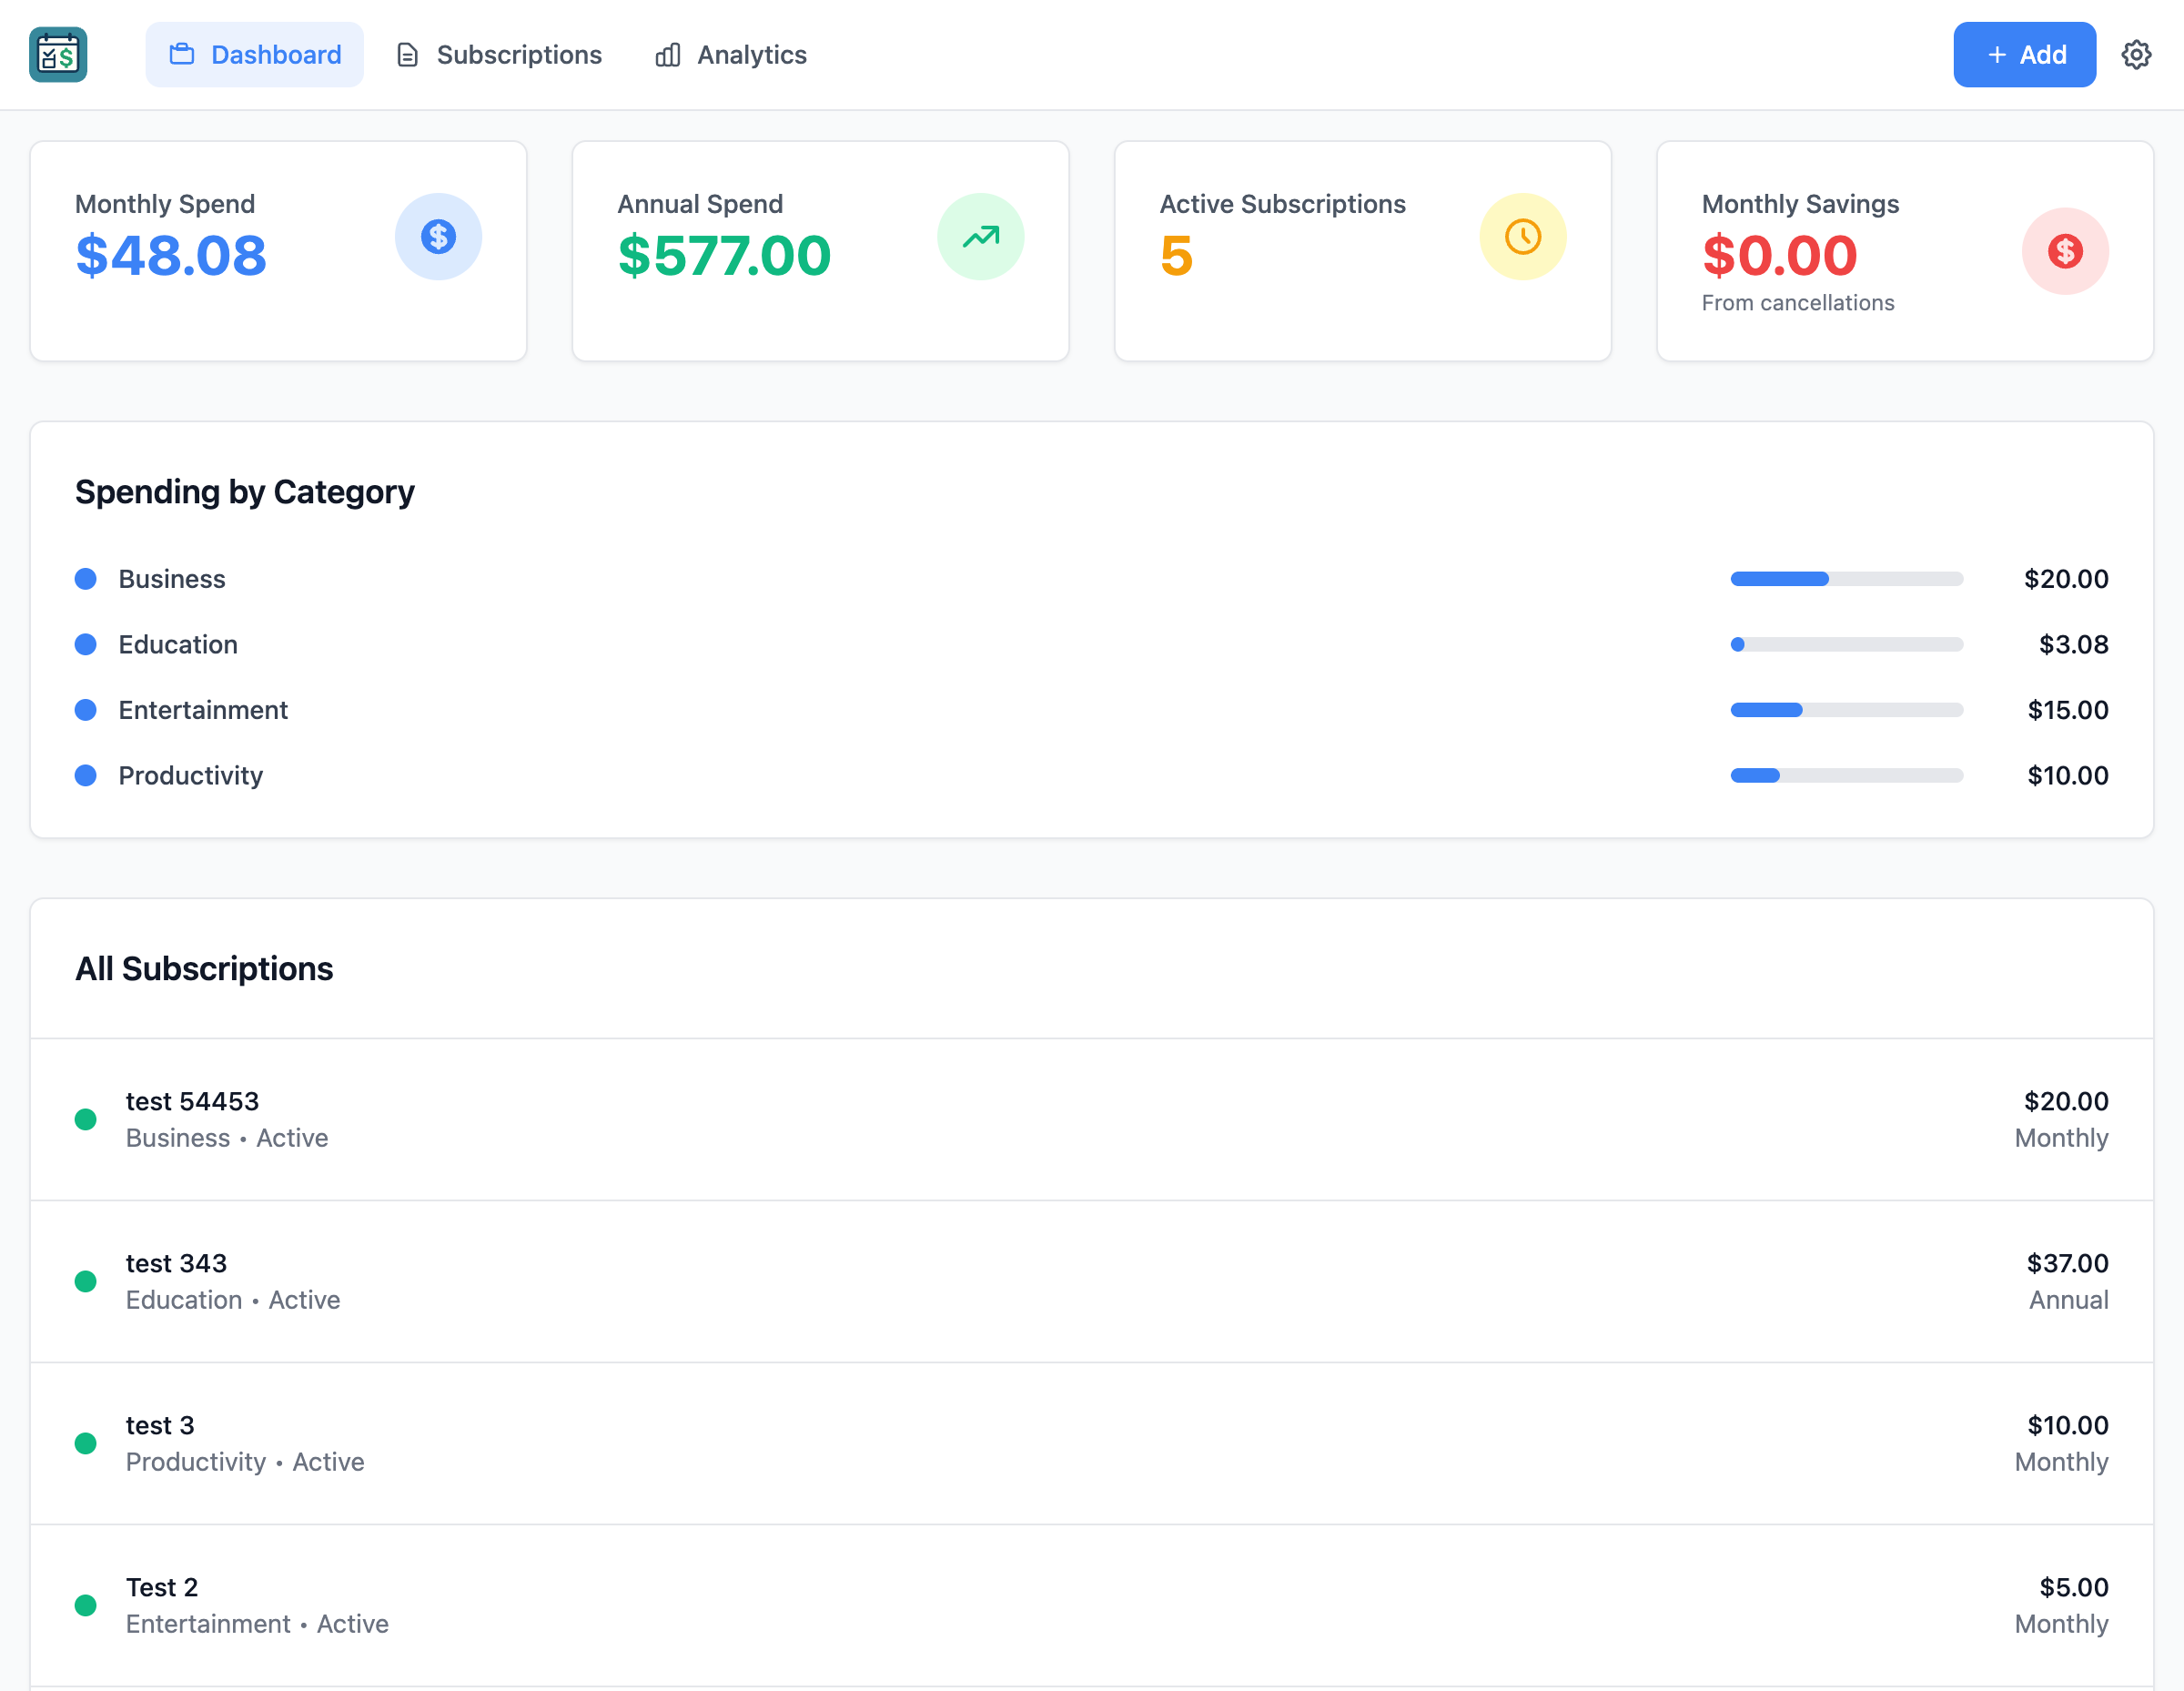 Dashboard
Subscriptions
Analytics
+ Add
Monthly Spend
$48.08
Annual Spend
$577.00
Active Subscriptions
5
Monthly Savings
$0.00
From cancellations
Spending by Category
Business $20.00
Education $3.08
Entertainment $15.00
Productivity $10.00
All Subscriptions
test 54453 $20.00
Business • Active Monthly
test 343 $37.00
Education • Active Annual
test 3 $10.00
Productivity • Active Monthly
Test 2 $5.00
Entertainment • Active Monthly